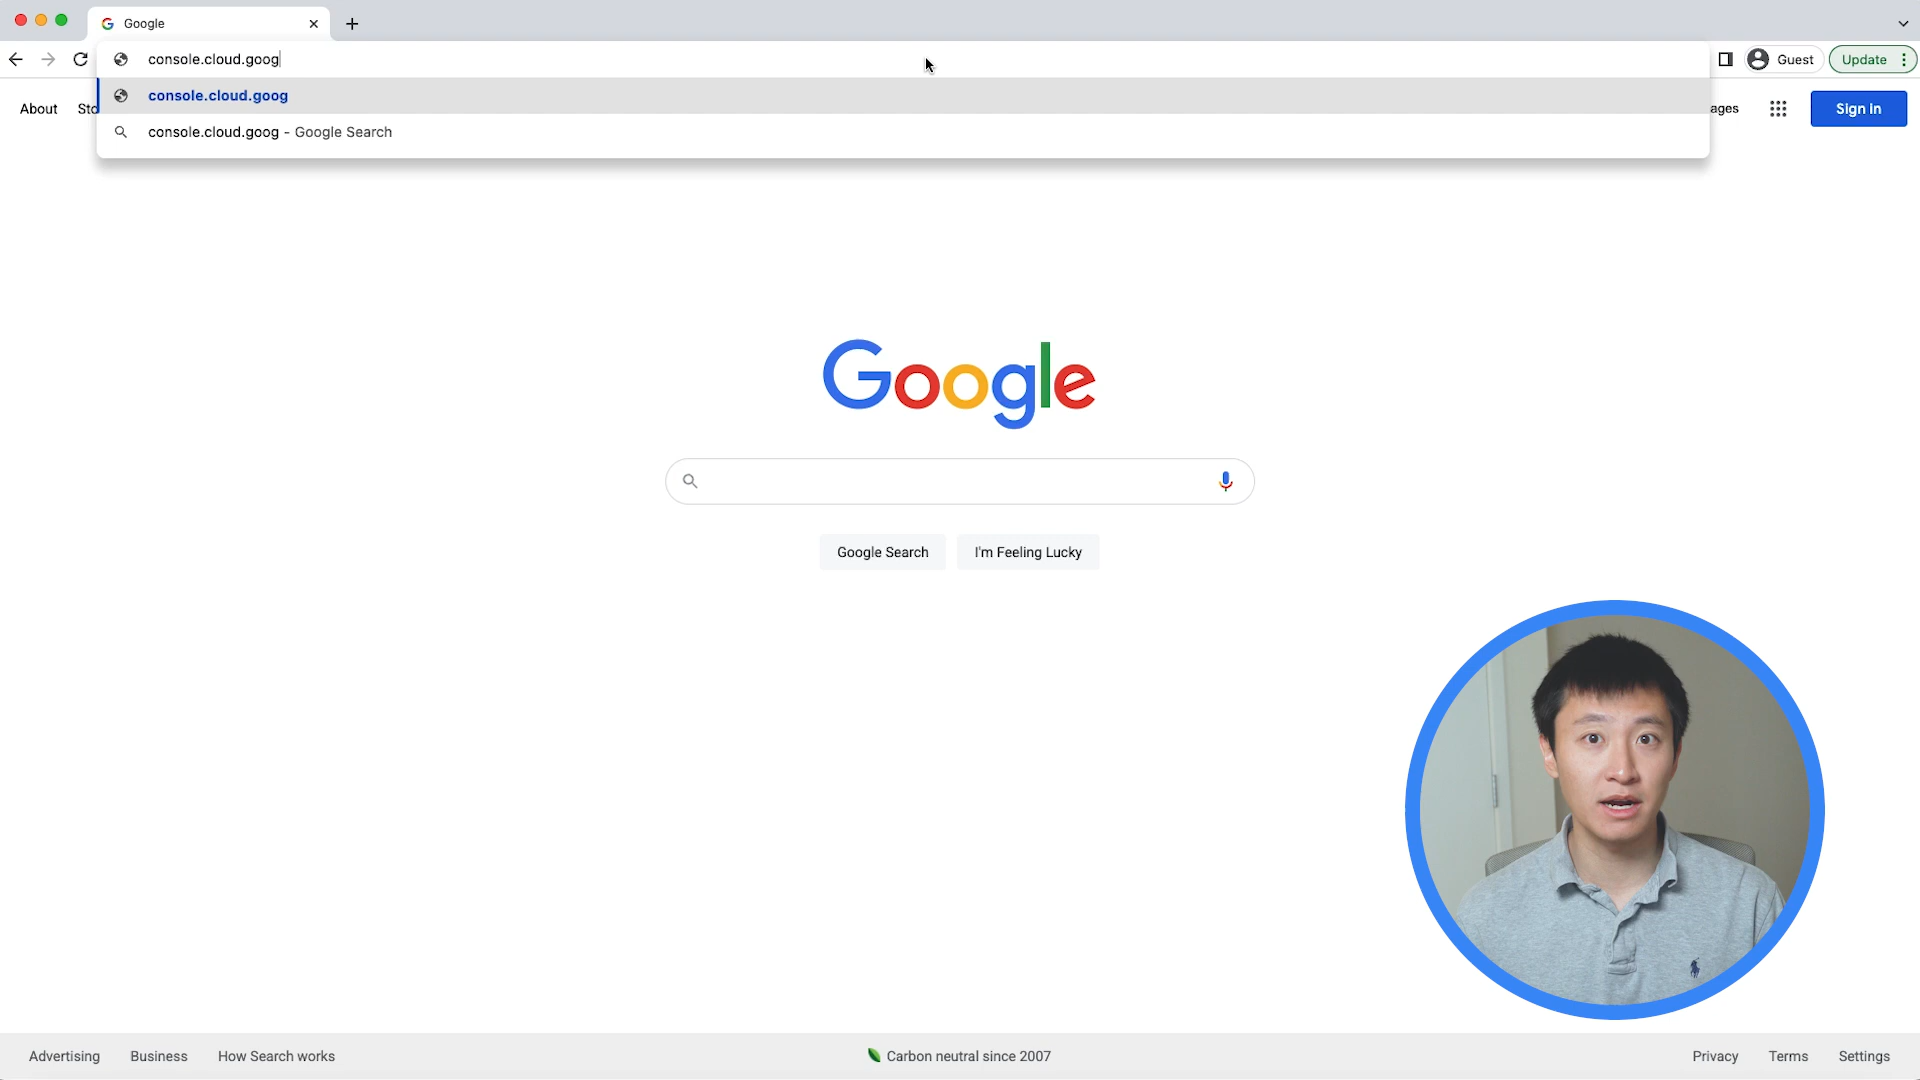 Google
console.cloud.goog
Guest
Update
console.cloud.goog
console.cloud.goog - Google Search
About
Sto
ages
Sign in
Google
Google Search
I'm Feeling Lucky
Advertising
Business
How Search works
Carbon neutral since 2007
Privacy
Terms
Settings